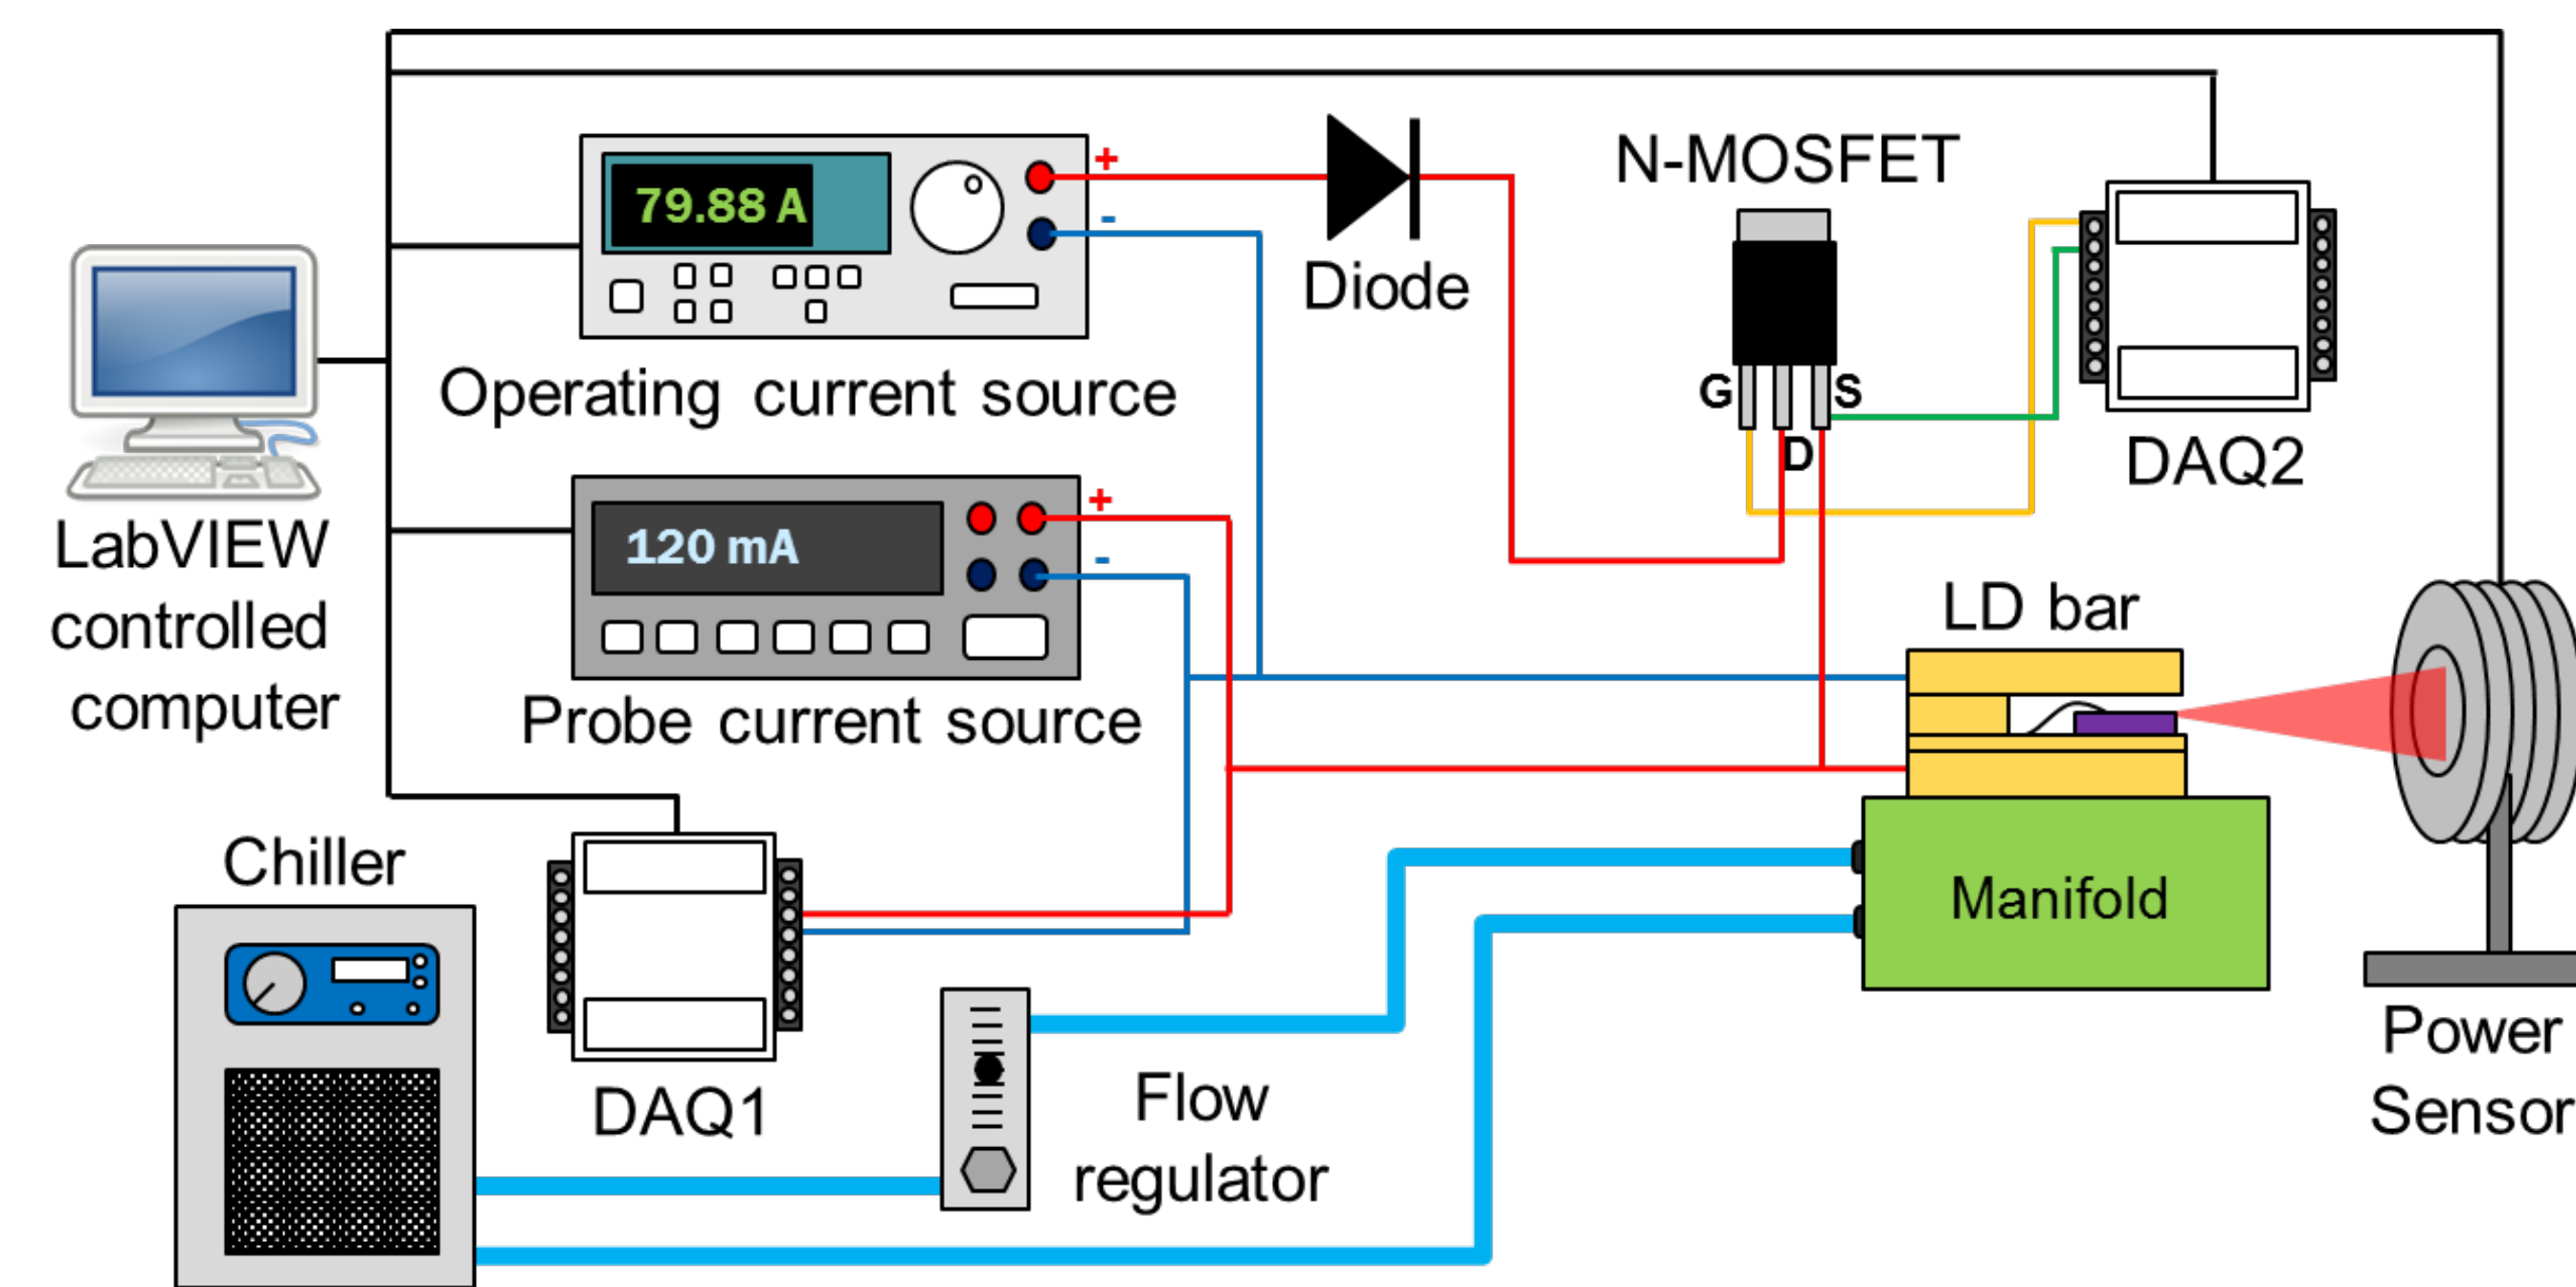 79.88 A
+
-
Operating current source
Diode
N-MOSFET
G
D
S
DAQ2
LabVIEW
controlled
computer
120 mA
+
-
Probe current source
LD bar
Manifold
Power
Sensor
Chiller
DAQ1
Flow
regulator